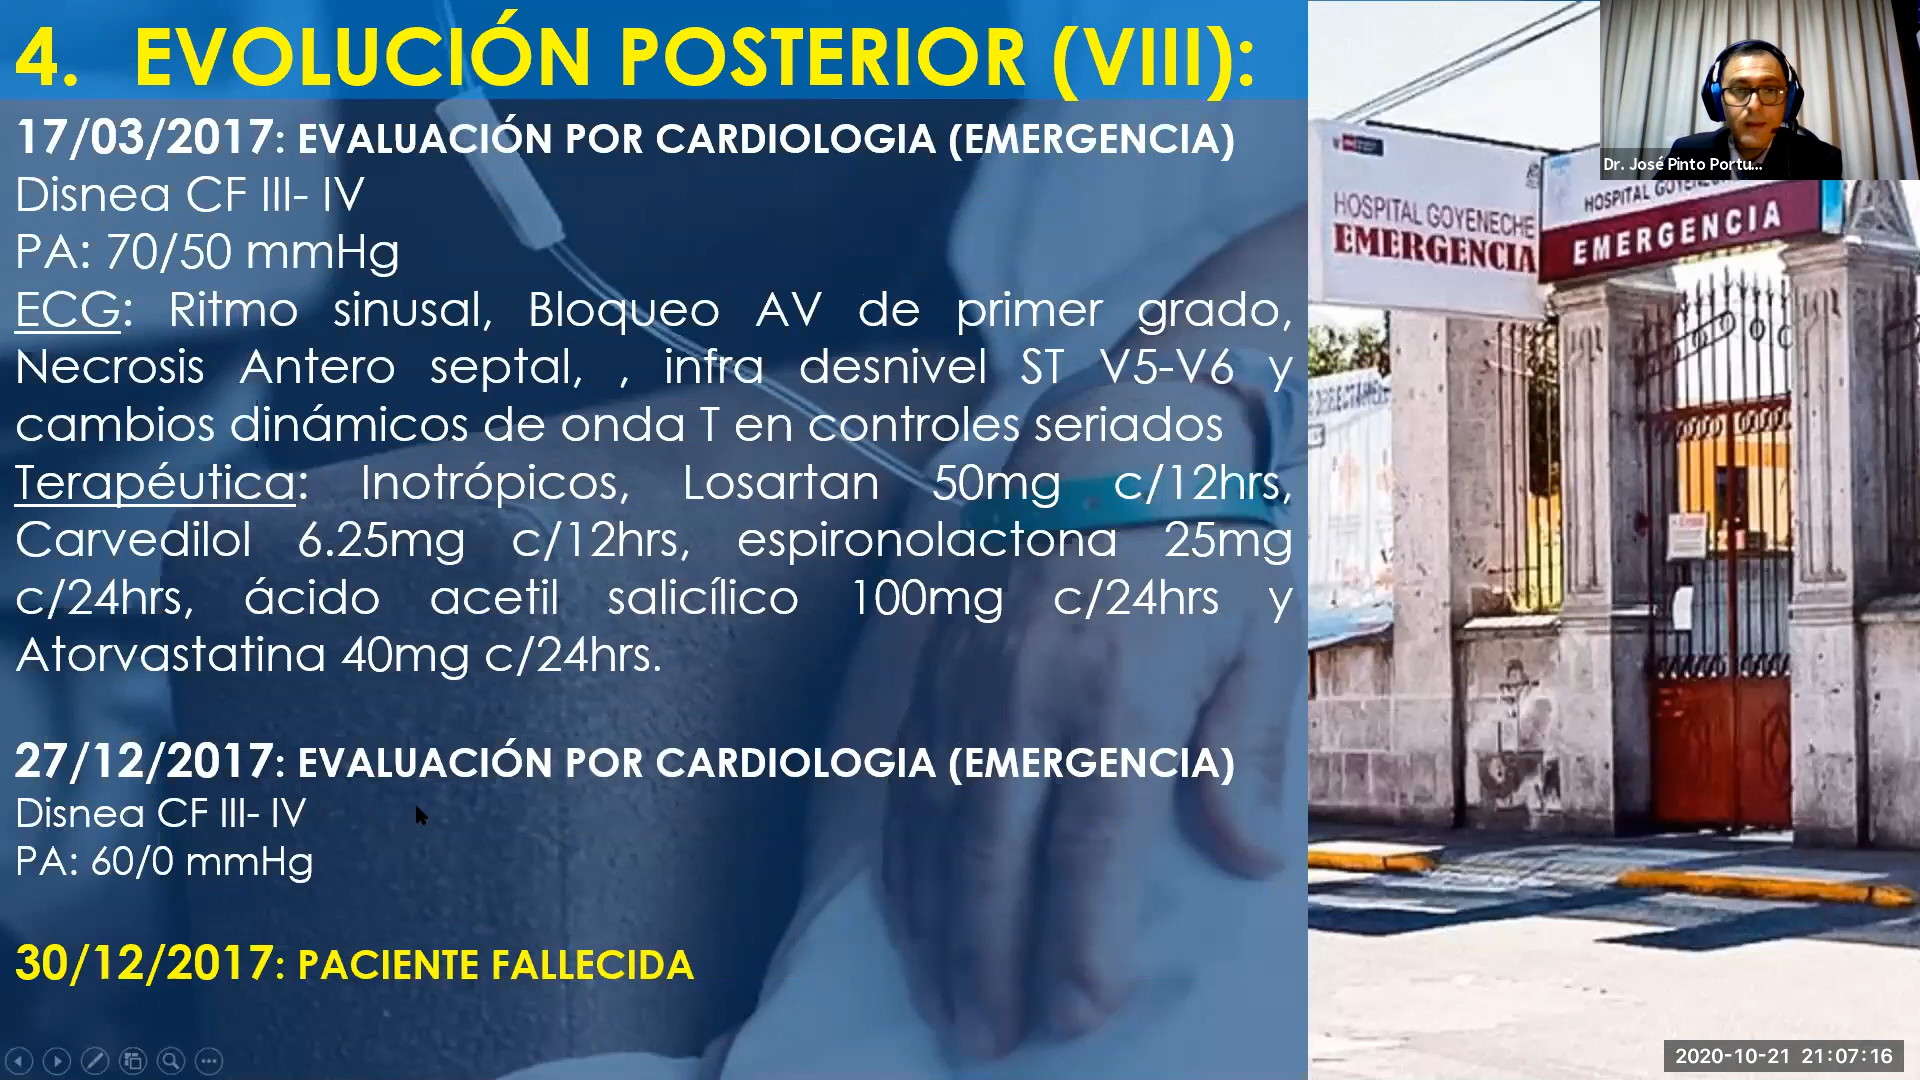 4. EVOLUCIÓN POSTERIOR (VIII):
17/03/2017: EVALUACIÓN POR CARDIOLOGIA (EMERGENCIA)
Disnea CF III- IV
PA: 70/50 mmHg
ECG: Ritmo sinusal, Bloqueo AV de primer grado,
Necrosis Antero septal, , infra desnivel ST V5-V6 y
cambios dinámicos de onda T en controles seriados
Terapéutica: Inotrópicos, Losartan 50mg c/12hrs,
Carvedilol 6.25mg c/12hrs, espironolactona 25mg
c/24hrs, ácido acetil salicílico 100mg c/24hrs y
Atorvastatina 40mg c/24hrs.
27/12/2017: EVALUACIÓN POR CARDIOLOGIA (EMERGENCIA)
Disnea CF III- IV
PA: 60/0 mmHg
30/12/2017: PACIENTE FALLECIDA
Dr. José Pinto Portu...
HOSPITAL GOYENECHE
EMERGENCIA
HOSPITAL
EMERGENCIA
2020-10-21 21:07:16